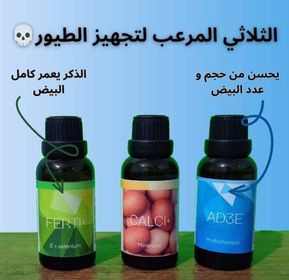 الثلاثي المرعب لتجهيز الطيور💀
الذكر يعمر كامل
البيض
يحسن من حجم و
عدد البيض
FERTI+
E + selenium
CALCI+
Minerals
AD3E
Multivitamins